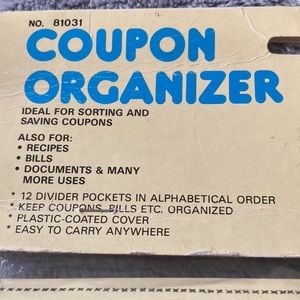 NO. 81031
COUPON
ORGANIZER
IDEAL FOR SORTING AND
SAVING COUPONS
ALSO FOR:
• RECIPES
• BILLS
• DOCUMENTS & MANY
MORE USES
* 12 DIVIDER POCKETS IN ALPHABETICAL ORDER
* KEEP COUPONS, BILLS ETC. ORGANIZED
* PLASTIC-COATED COVER
* EASY TO CARRY ANYWHERE